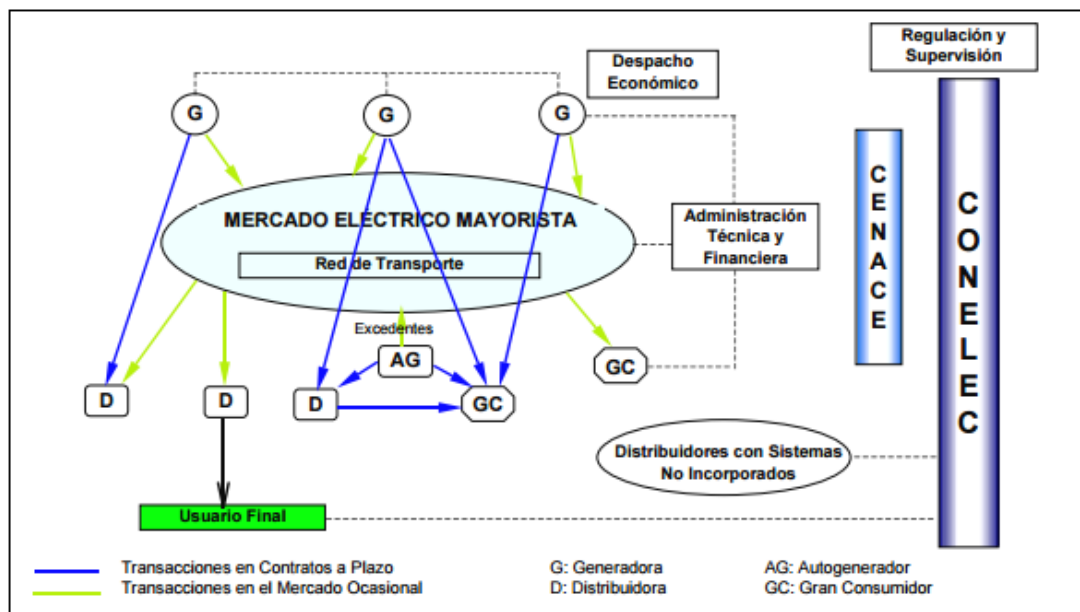 Regulación y
Supervisión
Despacho
Económico
G
G
G
CENACE
CONELEC
MERCADO ELÉCTRICO MAYORISTA
Red de Transporte
Administración
Técnica y
Financiera
Excedentes
AG
GC
D
D
D
GC
Distribuidores con Sistemas
No Incorporados
Usuario Final
Transacciones en Contratos a Plazo
G: Generadora
AG: Autogenerador
Transacciones en el Mercado Ocasional
D: Distribuidora
GC: Gran Consumidor